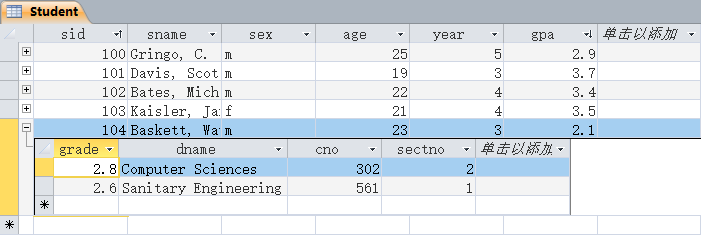 Student
sid sname sex age year gpa 单击以添加
100 Gringo, C. m 25 5 2.9
101 Davis, Scot m 19 3 3.7
102 Bates, Mich m 22 4 3.4
103 Kaisler, Ja f 21 4 3.5
104 Baskett, Wa m 23 3 2.1
grade dname cno sectno 单击以添加
2.8 Computer Sciences 302 2
2.6 Sanitary Engineering 561 1